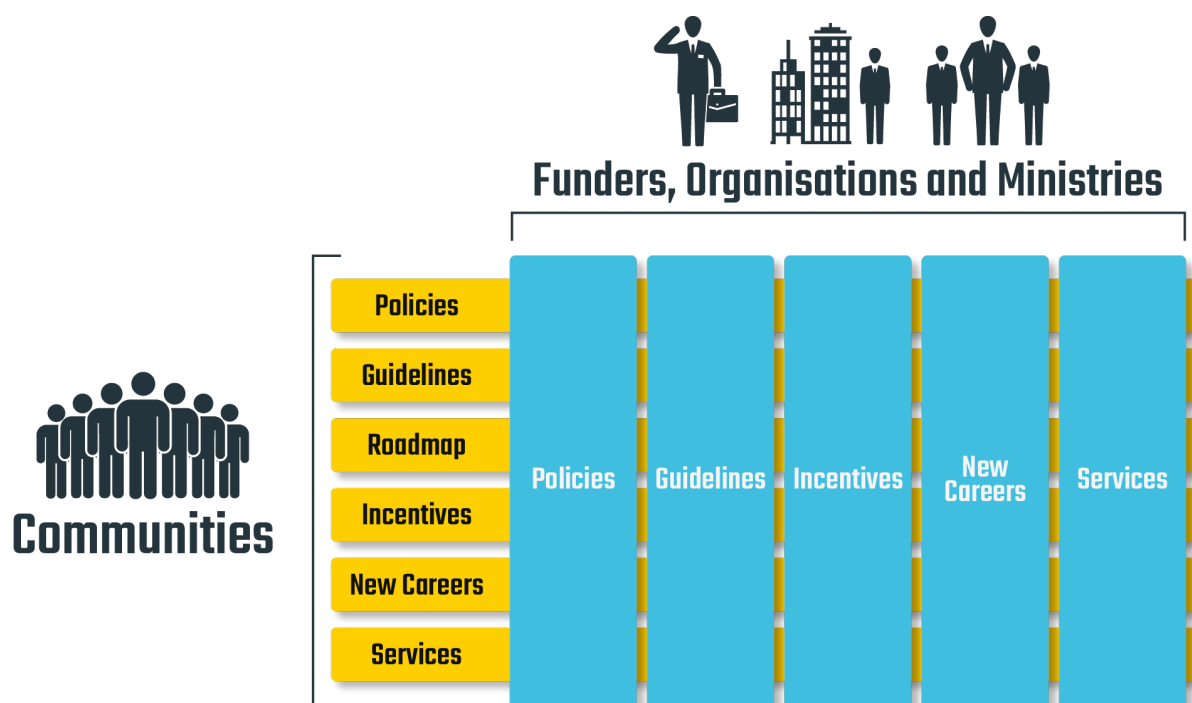 Funders, Organisations and Ministries
Communities
Policies
Guidelines
Roadmap
Incentives
New Careers
Services
Policies
Guidelines
Incentives
New
Careers
Services